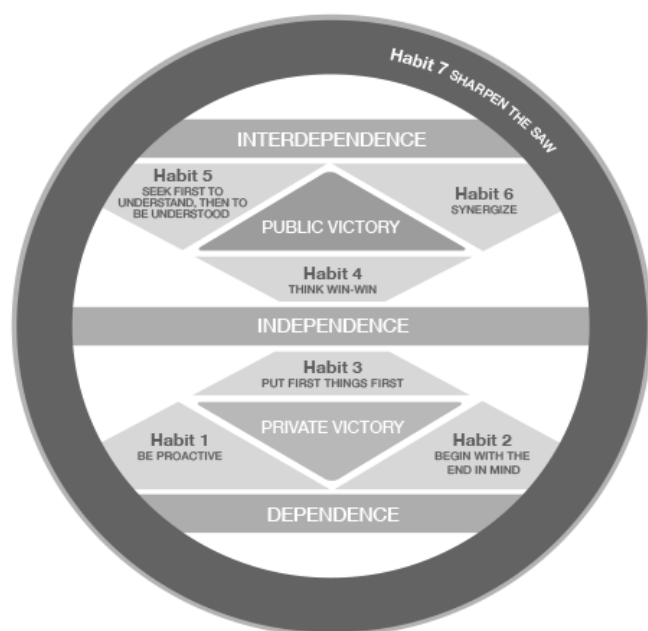 Habit 7 SHARPEN THE SAW
INTERDEPENDENCE
Habit 5
SEEK FIRST TO
UNDERSTAND, THEN TO
BE UNDERSTOOD
Habit 6
SYNERGIZE
PUBLIC VICTORY
Habit 4
THINK WIN-WIN
INDEPENDENCE
Habit 3
PUT FIRST THINGS FIRST
PRIVATE VICTORY
Habit 1
BE PROACTIVE
Habit 2
BEGIN WITH THE
END IN MIND
DEPENDENCE